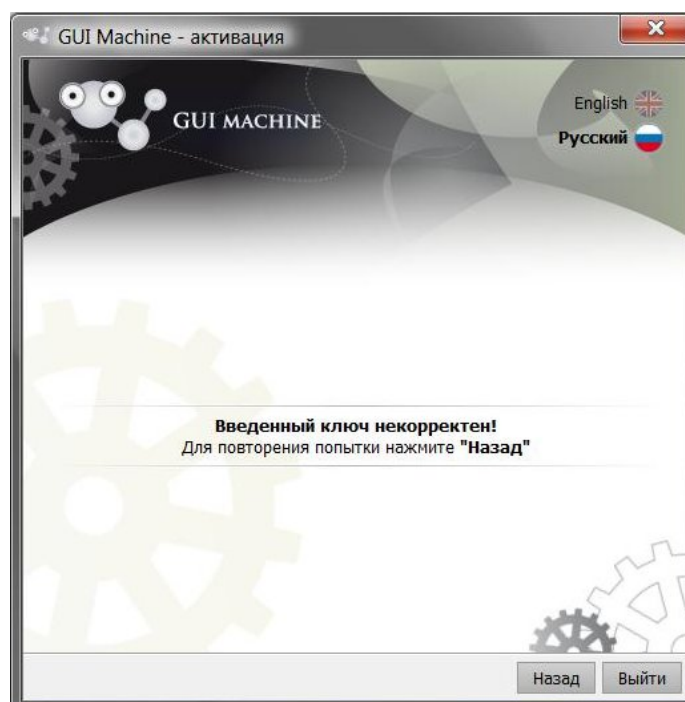 GUI Machine - активация
GUI MACHINE
English
Русский
Введенный ключ некорректен!
Для повторения попытки нажмите "Назад"
Назад
Выйти